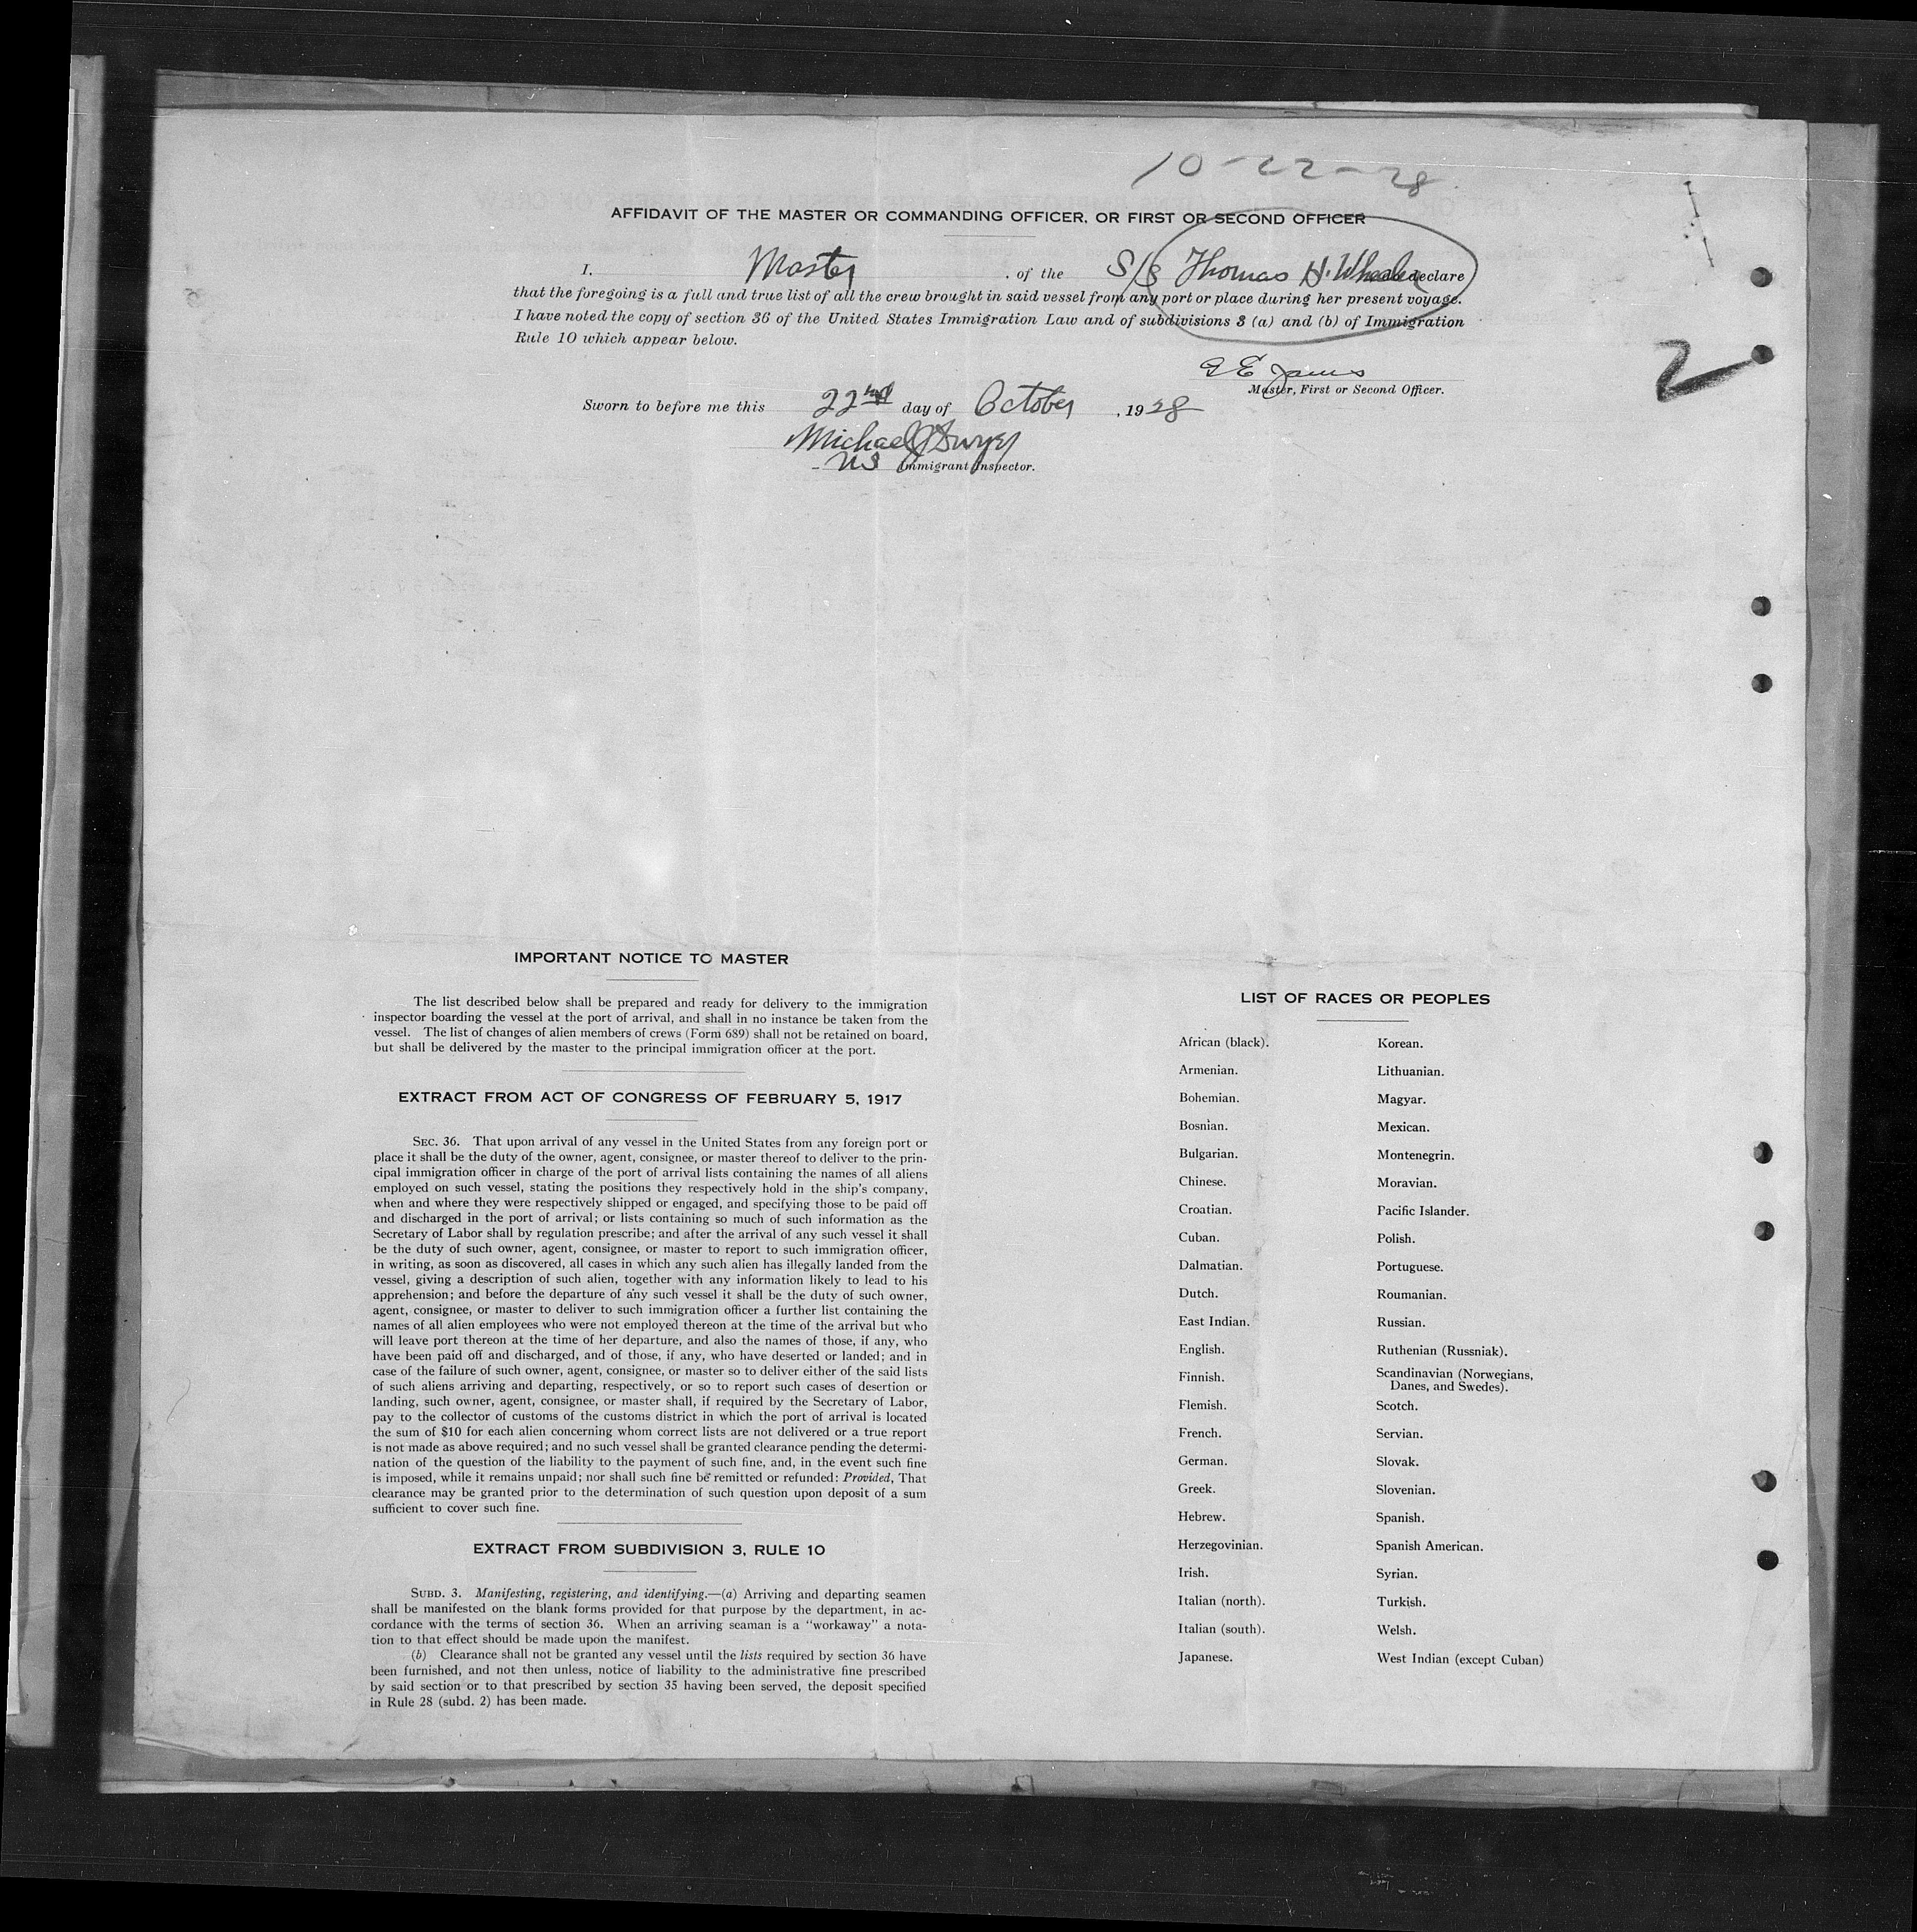 10-22-28
AFFIDAVIT OF THE MASTER OR COMMANDING OFFICER, OR FIRST OR SECOND OFFICER
I, Master, of the S/S Thomas H. Wheeler declare
that the foregoing is a full and true list of all the crew brought in said vessel from any port or place during her present voyage.
I have noted the copy of section 36 of the United States Immigration Law and of subdivisions 3 (a) and (b) of Immigration
Rule 10 which appear below.
2
G E James
Master, First or Second Officer.
Sworn to before me this 22nd day of October, 1928
Michael J Dwyer
US Immigrant Inspector.
IMPORTANT NOTICE TO MASTER
The list described below shall be prepared and ready for delivery to the immigration
inspector boarding the vessel at the port of arrival, and shall in no instance be taken from the
vessel. The list of changes of alien members of crews (Form 689) shall not be retained on board,
but shall be delivered by the master to the principal immigration officer at the port.
EXTRACT FROM ACT OF CONGRESS OF FEBRUARY 5, 1917
SEC. 36. That upon arrival of any vessel in the United States from any foreign port or
place it shall be the duty of the owner, agent, consignee, or master thereof to deliver to the prin-
cipal immigration officer in charge of the port of arrival lists containing the names of all aliens
employed on such vessel, stating the positions they respectively hold in the ship's company,
when and where they were respectively shipped or engaged, and specifying those to be paid off
and discharged in the port of arrival; or lists containing so much of such information as the
Secretary of Labor shall by regulation prescribe; and after the arrival of any such vessel it shall
be the duty of such owner, agent, consignee, or master to report to such immigration officer,
in writing, as soon as discovered, all cases in which any such alien has illegally landed from the
vessel, giving a description of such alien, together with any information likely to lead to his
apprehension; and before the departure of any such vessel it shall be the duty of such owner,
agent, consignee, or master to deliver to such immigration officer a further list containing the
names of all alien employees who were not employed thereon at the time of the arrival but who
will leave port thereon at the time of her departure, and also the names of those, if any, who
have been paid off and discharged, and of those, if any, who have deserted or landed; and in
case of the failure of such owner, agent, consignee, or master so to deliver either of the said lists
of such aliens arriving and departing, respectively, or so to report such cases of desertion or
landing, such owner, agent, consignee, or master shall, if required by the Secretary of Labor,
pay to the collector of customs of the customs district in which the port of arrival is located
the sum of $10 for each alien concerning whom correct lists are not delivered or a true report
is not made as above required; and no such vessel shall be granted clearance pending the determi-
nation of the question of the liability to the payment of such fine, and, in the event such fine
is imposed, while it remains unpaid; nor shall such fine be remitted or refunded: Provided, That
clearance may be granted prior to the determination of such question upon deposit of a sum
sufficient to cover such fine.
EXTRACT FROM SUBDIVISION 3, RULE 10
SUBD. 3. Manifesting, registering, and identifying.—(a) Arriving and departing seamen
shall be manifested on the blank forms provided for that purpose by the department, in ac-
cordance with the terms of section 36. When an arriving seaman is a "workaway" a nota-
tion to that effect should be made upon the manifest.
(b) Clearance shall not be granted any vessel until the lists required by section 36 have
been furnished, and not then unless, notice of liability to the administrative fine prescribed
by said section or to that prescribed by section 35 having been served, the deposit specified
in Rule 28 (subd. 2) has been made.
LIST OF RACES OR PEOPLES
African (black).
Armenian.
Bohemian.
Bosnian.
Bulgarian.
Chinese.
Croatian.
Cuban.
Dalmatian.
Dutch.
East Indian.
English.
Finnish.
Flemish.
French.
German.
Greek.
Hebrew.
Herzegovinian.
Irish.
Italian (north).
Italian (south).
Japanese.
Korean.
Lithuanian.
Magyar.
Mexican.
Montenegrin.
Moravian.
Pacific Islander.
Polish.
Portuguese.
Roumanian.
Russian.
Ruthenian (Russniak).
Scandinavian (Norwegians,
Danes, and Swedes).
Scotch.
Servian.
Slovak.
Slovenian.
Spanish.
Spanish American.
Syrian.
Turkish.
Welsh.
West Indian (except Cuban)